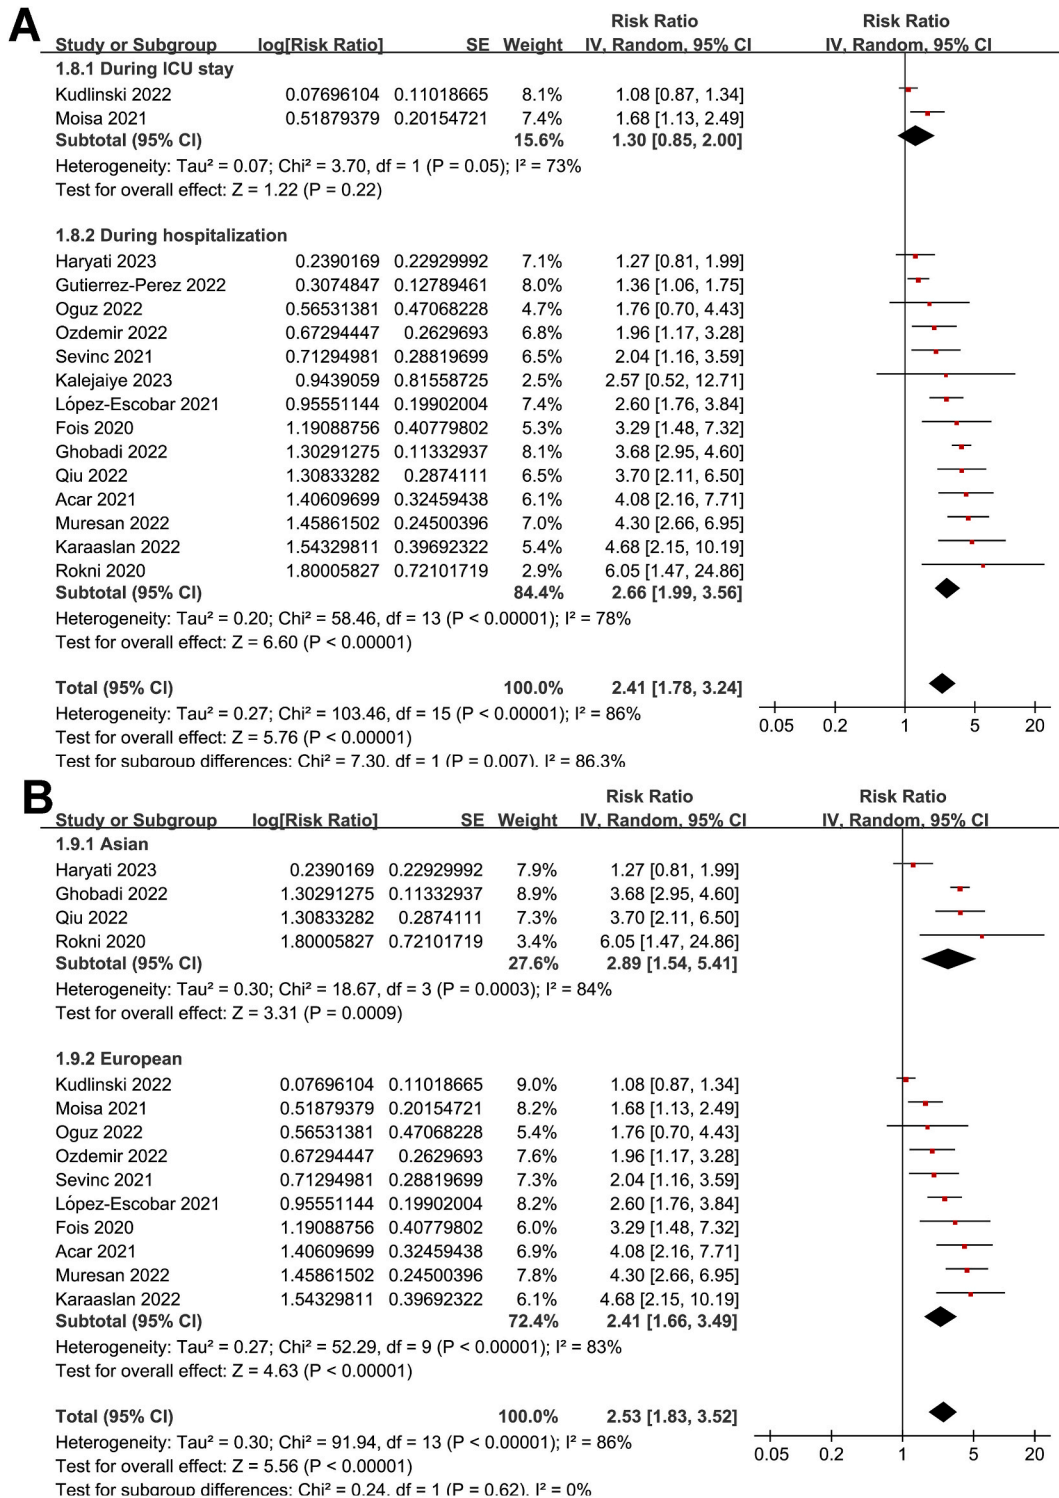 A
Risk Ratio Risk Ratio
Study or Subgroup log[Risk Ratio] SE Weight IV, Random, 95% CI IV, Random, 95% CI
1.8.1 During ICU stay
Kudlinski 2022 0.07696104 0.11018665 8.1% 1.08 [0.87, 1.34]
Moisa 2021 0.51879379 0.20154721 7.4% 1.68 [1.13, 2.49]
Subtotal (95% CI) 15.6% 1.30 [0.85, 2.00]
Heterogeneity: Tau² = 0.07; Chi² = 3.70, df = 1 (P = 0.05); I² = 73%
Test for overall effect: Z = 1.22 (P = 0.22)
1.8.2 During hospitalization
Haryati 2023 0.2390169 0.22929992 7.1% 1.27 [0.81, 1.99]
Gutierrez-Perez 2022 0.3074847 0.12789461 8.0% 1.36 [1.06, 1.75]
Oguz 2022 0.56531381 0.47068228 4.7% 1.76 [0.70, 4.43]
Ozdemir 2022 0.67294447 0.2629693 6.8% 1.96 [1.17, 3.28]
Sevinc 2021 0.71294981 0.28819699 6.5% 2.04 [1.16, 3.59]
Kalejaiye 2023 0.9439059 0.81558725 2.5% 2.57 [0.52, 12.71]
López-Escobar 2021 0.95551144 0.19902004 7.4% 2.60 [1.76, 3.84]
Fois 2020 1.19088756 0.40779802 5.3% 3.29 [1.48, 7.32]
Ghobadi 2022 1.30291275 0.11332937 8.1% 3.68 [2.95, 4.60]
Qiu 2022 1.30833282 0.2874111 6.5% 3.70 [2.11, 6.50]
Acar 2021 1.40609699 0.32459438 6.1% 4.08 [2.16, 7.71]
Muresan 2022 1.45861502 0.24500396 7.0% 4.30 [2.66, 6.95]
Karaaslan 2022 1.54329811 0.39692322 5.4% 4.68 [2.15, 10.19]
Rokni 2020 1.80005827 0.72101719 2.9% 6.05 [1.47, 24.86]
Subtotal (95% CI) 84.4% 2.66 [1.99, 3.56]
Heterogeneity: Tau² = 0.20; Chi² = 58.46, df = 13 (P < 0.00001); I² = 78%
Test for overall effect: Z = 6.60 (P < 0.00001)
Total (95% CI) 100.0% 2.41 [1.78, 3.24]
Heterogeneity: Tau² = 0.27; Chi² = 103.46, df = 15 (P < 0.00001); I² = 86%
Test for overall effect: Z = 5.76 (P < 0.00001)
Test for subgroup differences: Chi² = 7.30, df = 1 (P = 0.007), I² = 86.3%
0.05 0.2 1 5 20
B
Risk Ratio Risk Ratio
Study or Subgroup log[Risk Ratio] SE Weight IV, Random, 95% CI IV, Random, 95% CI
1.9.1 Asian
Haryati 2023 0.2390169 0.22929992 7.9% 1.27 [0.81, 1.99]
Ghobadi 2022 1.30291275 0.11332937 8.9% 3.68 [2.95, 4.60]
Qiu 2022 1.30833282 0.2874111 7.3% 3.70 [2.11, 6.50]
Rokni 2020 1.80005827 0.72101719 3.4% 6.05 [1.47, 24.86]
Subtotal (95% CI) 27.6% 2.89 [1.54, 5.41]
Heterogeneity: Tau² = 0.30; Chi² = 18.67, df = 3 (P = 0.0003); I² = 84%
Test for overall effect: Z = 3.31 (P = 0.0009)
1.9.2 European
Kudlinski 2022 0.07696104 0.11018665 9.0% 1.08 [0.87, 1.34]
Moisa 2021 0.51879379 0.20154721 8.2% 1.68 [1.13, 2.49]
Oguz 2022 0.56531381 0.47068228 5.4% 1.76 [0.70, 4.43]
Ozdemir 2022 0.67294447 0.2629693 7.6% 1.96 [1.17, 3.28]
Sevinc 2021 0.71294981 0.28819699 7.3% 2.04 [1.16, 3.59]
López-Escobar 2021 0.95551144 0.19902004 8.2% 2.60 [1.76, 3.84]
Fois 2020 1.19088756 0.40779802 6.0% 3.29 [1.48, 7.32]
Acar 2021 1.40609699 0.32459438 6.9% 4.08 [2.16, 7.71]
Muresan 2022 1.45861502 0.24500396 7.8% 4.30 [2.66, 6.95]
Karaaslan 2022 1.54329811 0.39692322 6.1% 4.68 [2.15, 10.19]
Subtotal (95% CI) 72.4% 2.41 [1.66, 3.49]
Heterogeneity: Tau² = 0.27; Chi² = 52.29, df = 9 (P < 0.00001); I² = 83%
Test for overall effect: Z = 4.63 (P < 0.00001)
Total (95% CI) 100.0% 2.53 [1.83, 3.52]
Heterogeneity: Tau² = 0.30; Chi² = 91.94, df = 13 (P < 0.00001); I² = 86%
Test for overall effect: Z = 5.56 (P < 0.00001)
Test for subgroup differences: Chi² = 0.24, df = 1 (P = 0.62), I² = 0%
0.05 0.2 1 5 20